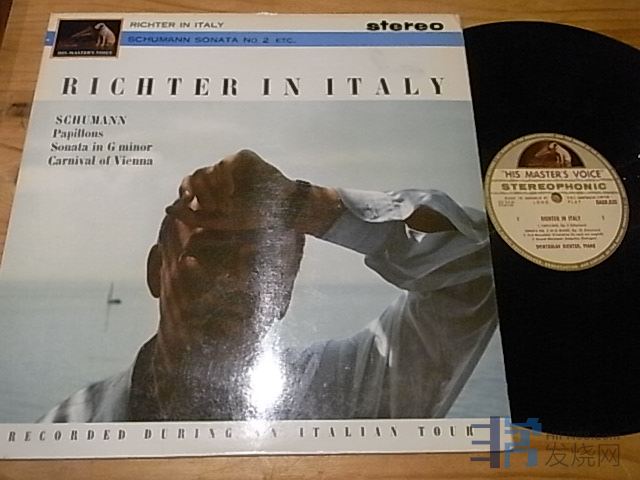 RICHTER IN ITALY
stereo
SCHUMANN SONATA No. 2 ETC.
HIS MASTER'S VOICE
RICHTER IN ITALY
SCHUMANN
Papillons
Sonata in G minor
Carnival of Vienna
RECORDED DURING AN ITALIAN TOUR
"HIS MASTER'S VOICE"
STEREOPHONIC
RICHTER IN ITALY
SVIATOSLAV RICHTER, PIANO
发烧网